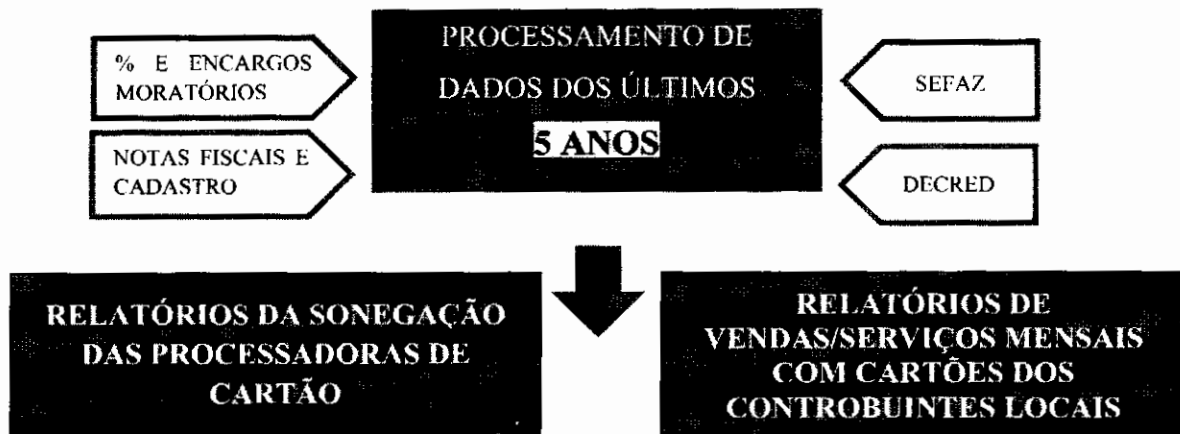 % E ENCARGOS
MORATÓRIOS
NOTAS FISCAIS E
CADASTRO
PROCESSAMENTO DE
DADOS DOS ÚLTIMOS
5 ANOS
SEFAZ
DECRED
RELATÓRIOS DA SONEGAÇÃO
DAS PROCESSADORAS DE
CARTÃO
RELATÓRIOS DE
VENDAS/SERVIÇOS MENSAIS
COM CARTÕES DOS
CONTROBUINTES LOCAIS